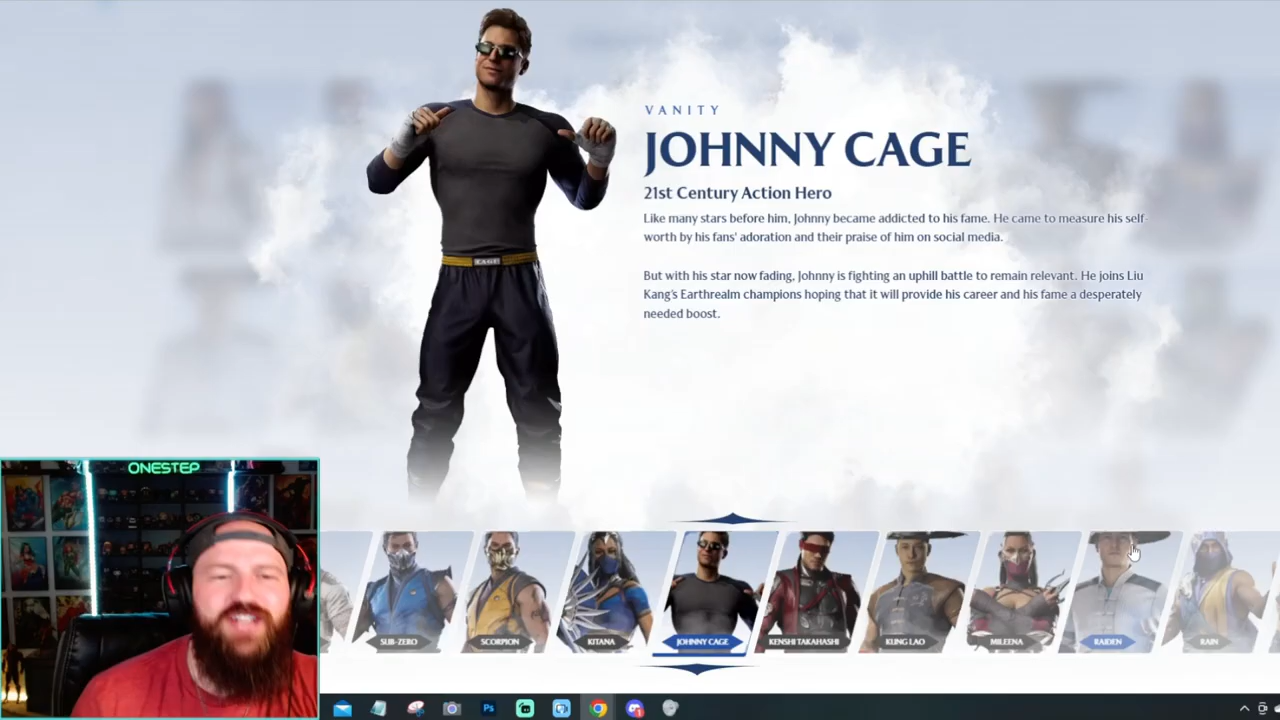 VANITY
JOHNNY CAGE
21st Century Action Hero
Like many stars before him, Johnny became addicted to his fame. He came to measure his self-
worth by his fans' adoration and their praise of him on social media.
But with his star now fading, Johnny is fighting an uphill battle to remain relevant. He joins Liu
Kang's Earthrealm champions hoping that it will provide his career and his fame a desperately
needed boost.
CAGE
ONESTEP
SUB-ZERO
SCORPION
KITANA
JOHNNY CAGE
KENSHI TAKAHASHI
KUNG LAO
MILEENA
RAIDEN
RAIN
Ps